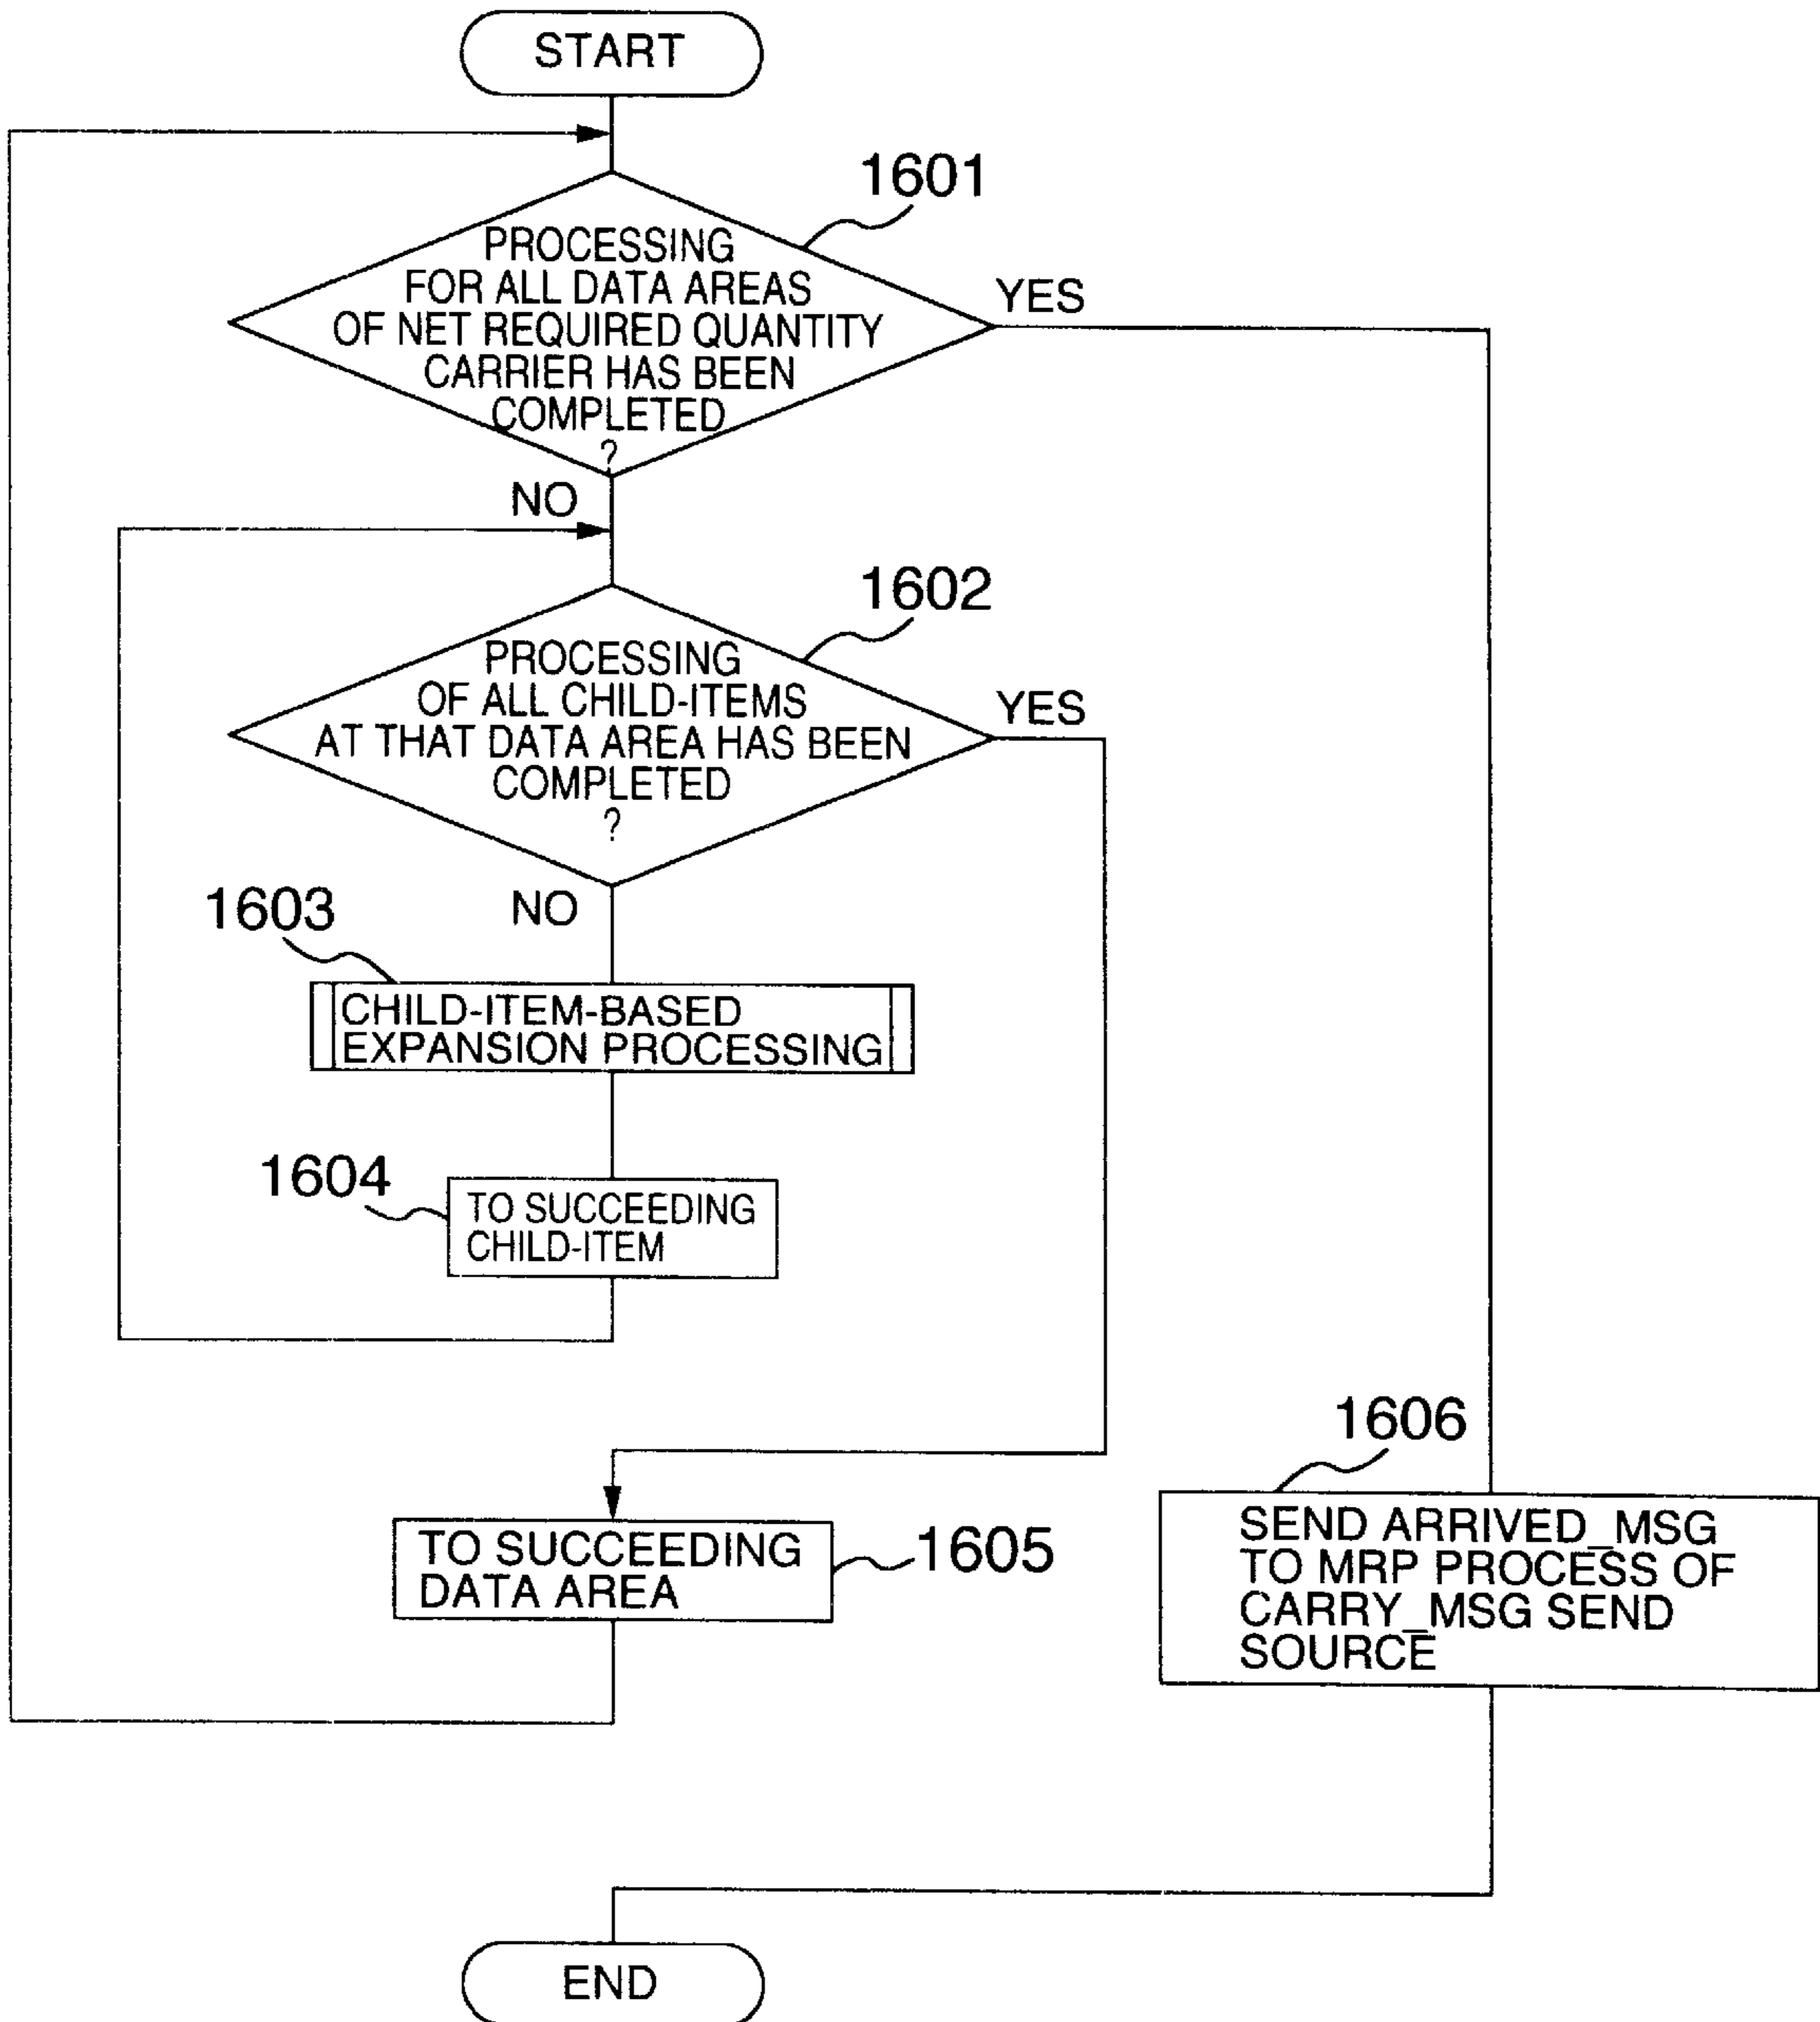 START
1601
PROCESSING
FOR ALL DATA AREAS
OF NET REQUIRED QUANTITY
CARRIER HAS BEEN
COMPLETED
?
YES
NO
1602
PROCESSING
OF ALL CHILD-ITEMS
AT THAT DATA AREA HAS BEEN
COMPLETED
?
YES
NO
1603
CHILD-ITEM-BASED
EXPANSION PROCESSING
1604
TO SUCCEEDING
CHILD-ITEM
1605
TO SUCCEEDING
DATA AREA
1606
SEND ARRIVED_MSG
TO MRP PROCESS OF
CARRY_MSG SEND
SOURCE
END